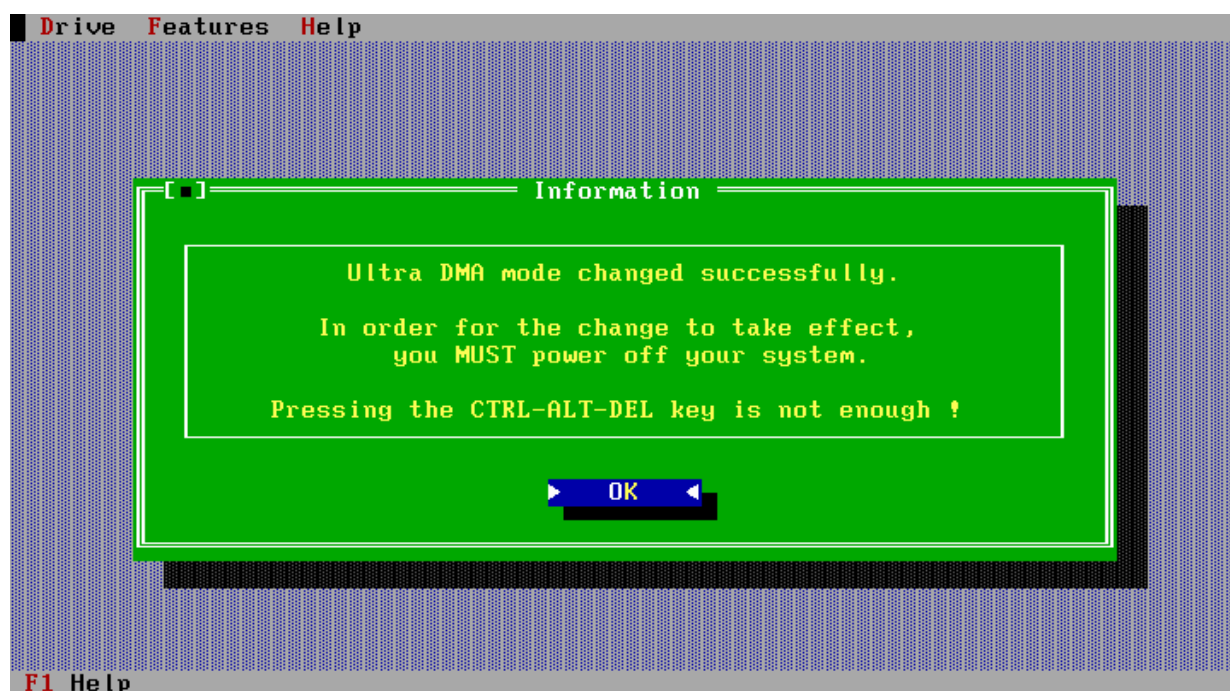 Drive Features Help
Information
Ultra DMA mode changed successfully.
In order for the change to take effect,
you MUST power off your system.
Pressing the CTRL-ALT-DEL key is not enough !
OK
F1 Help